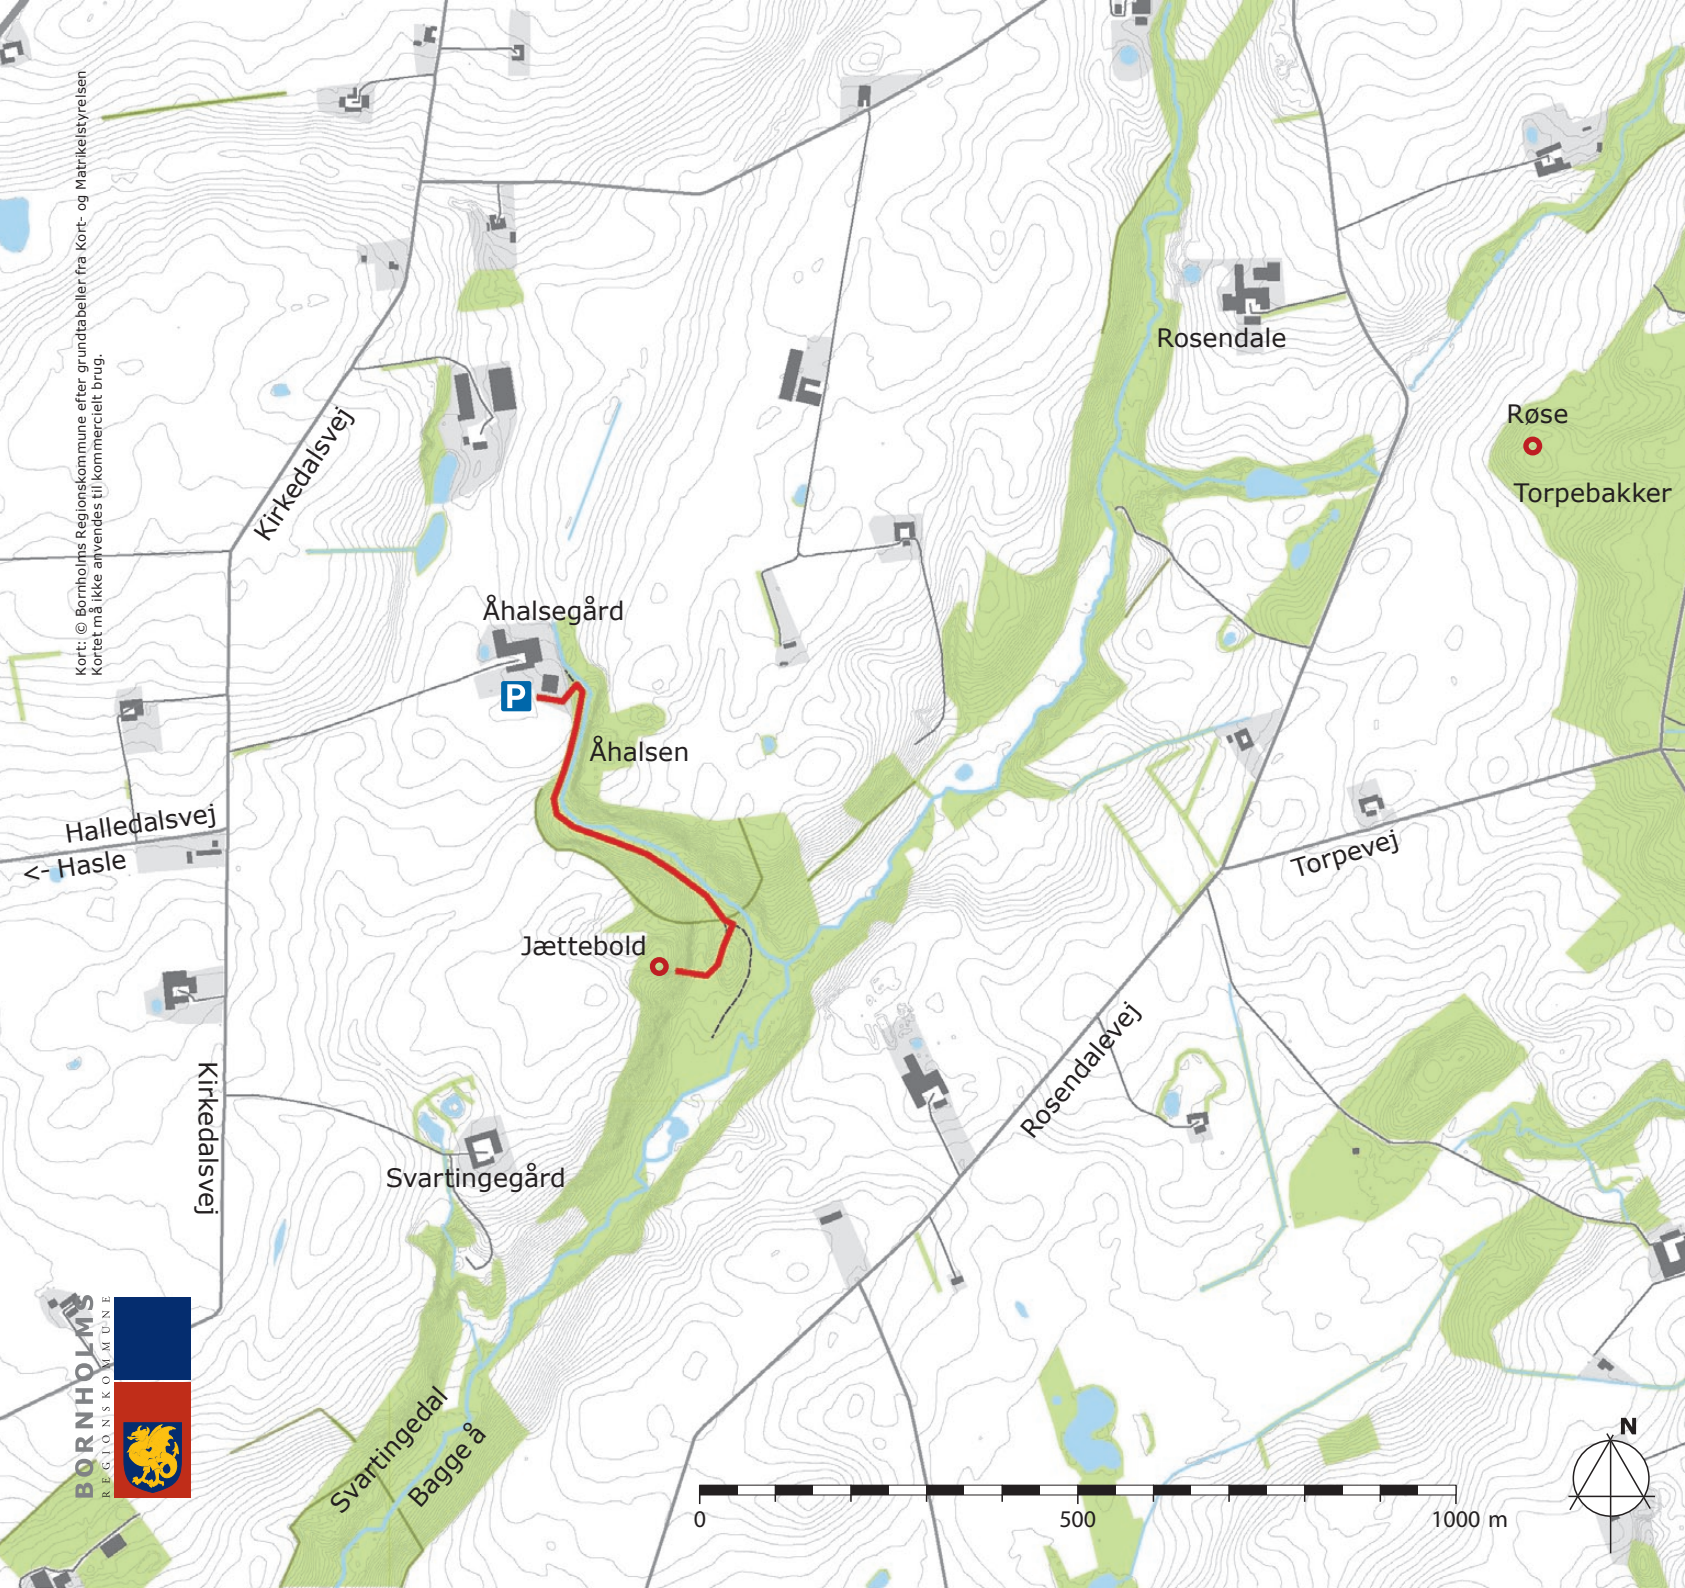 Kort: © Bornholms Regionskommune efter grundtabeller fra Kort- og Matrikelstyrelsen
Kortet må ikke anvendes til kommercielt brug.
Rosendale
Røse
Torpebakker
Kirkedalsvej
Åhalsegård
P
Åhalsen
Halledalsvej
<- Hasle
Torpevej
Jættebold
Rosendalevej
Kirkedalsvej
Svartingegård
Svartingedal
Bagge å
BORNHOLMS
REGIONSKOMMUNE
N
0 500 1000 m